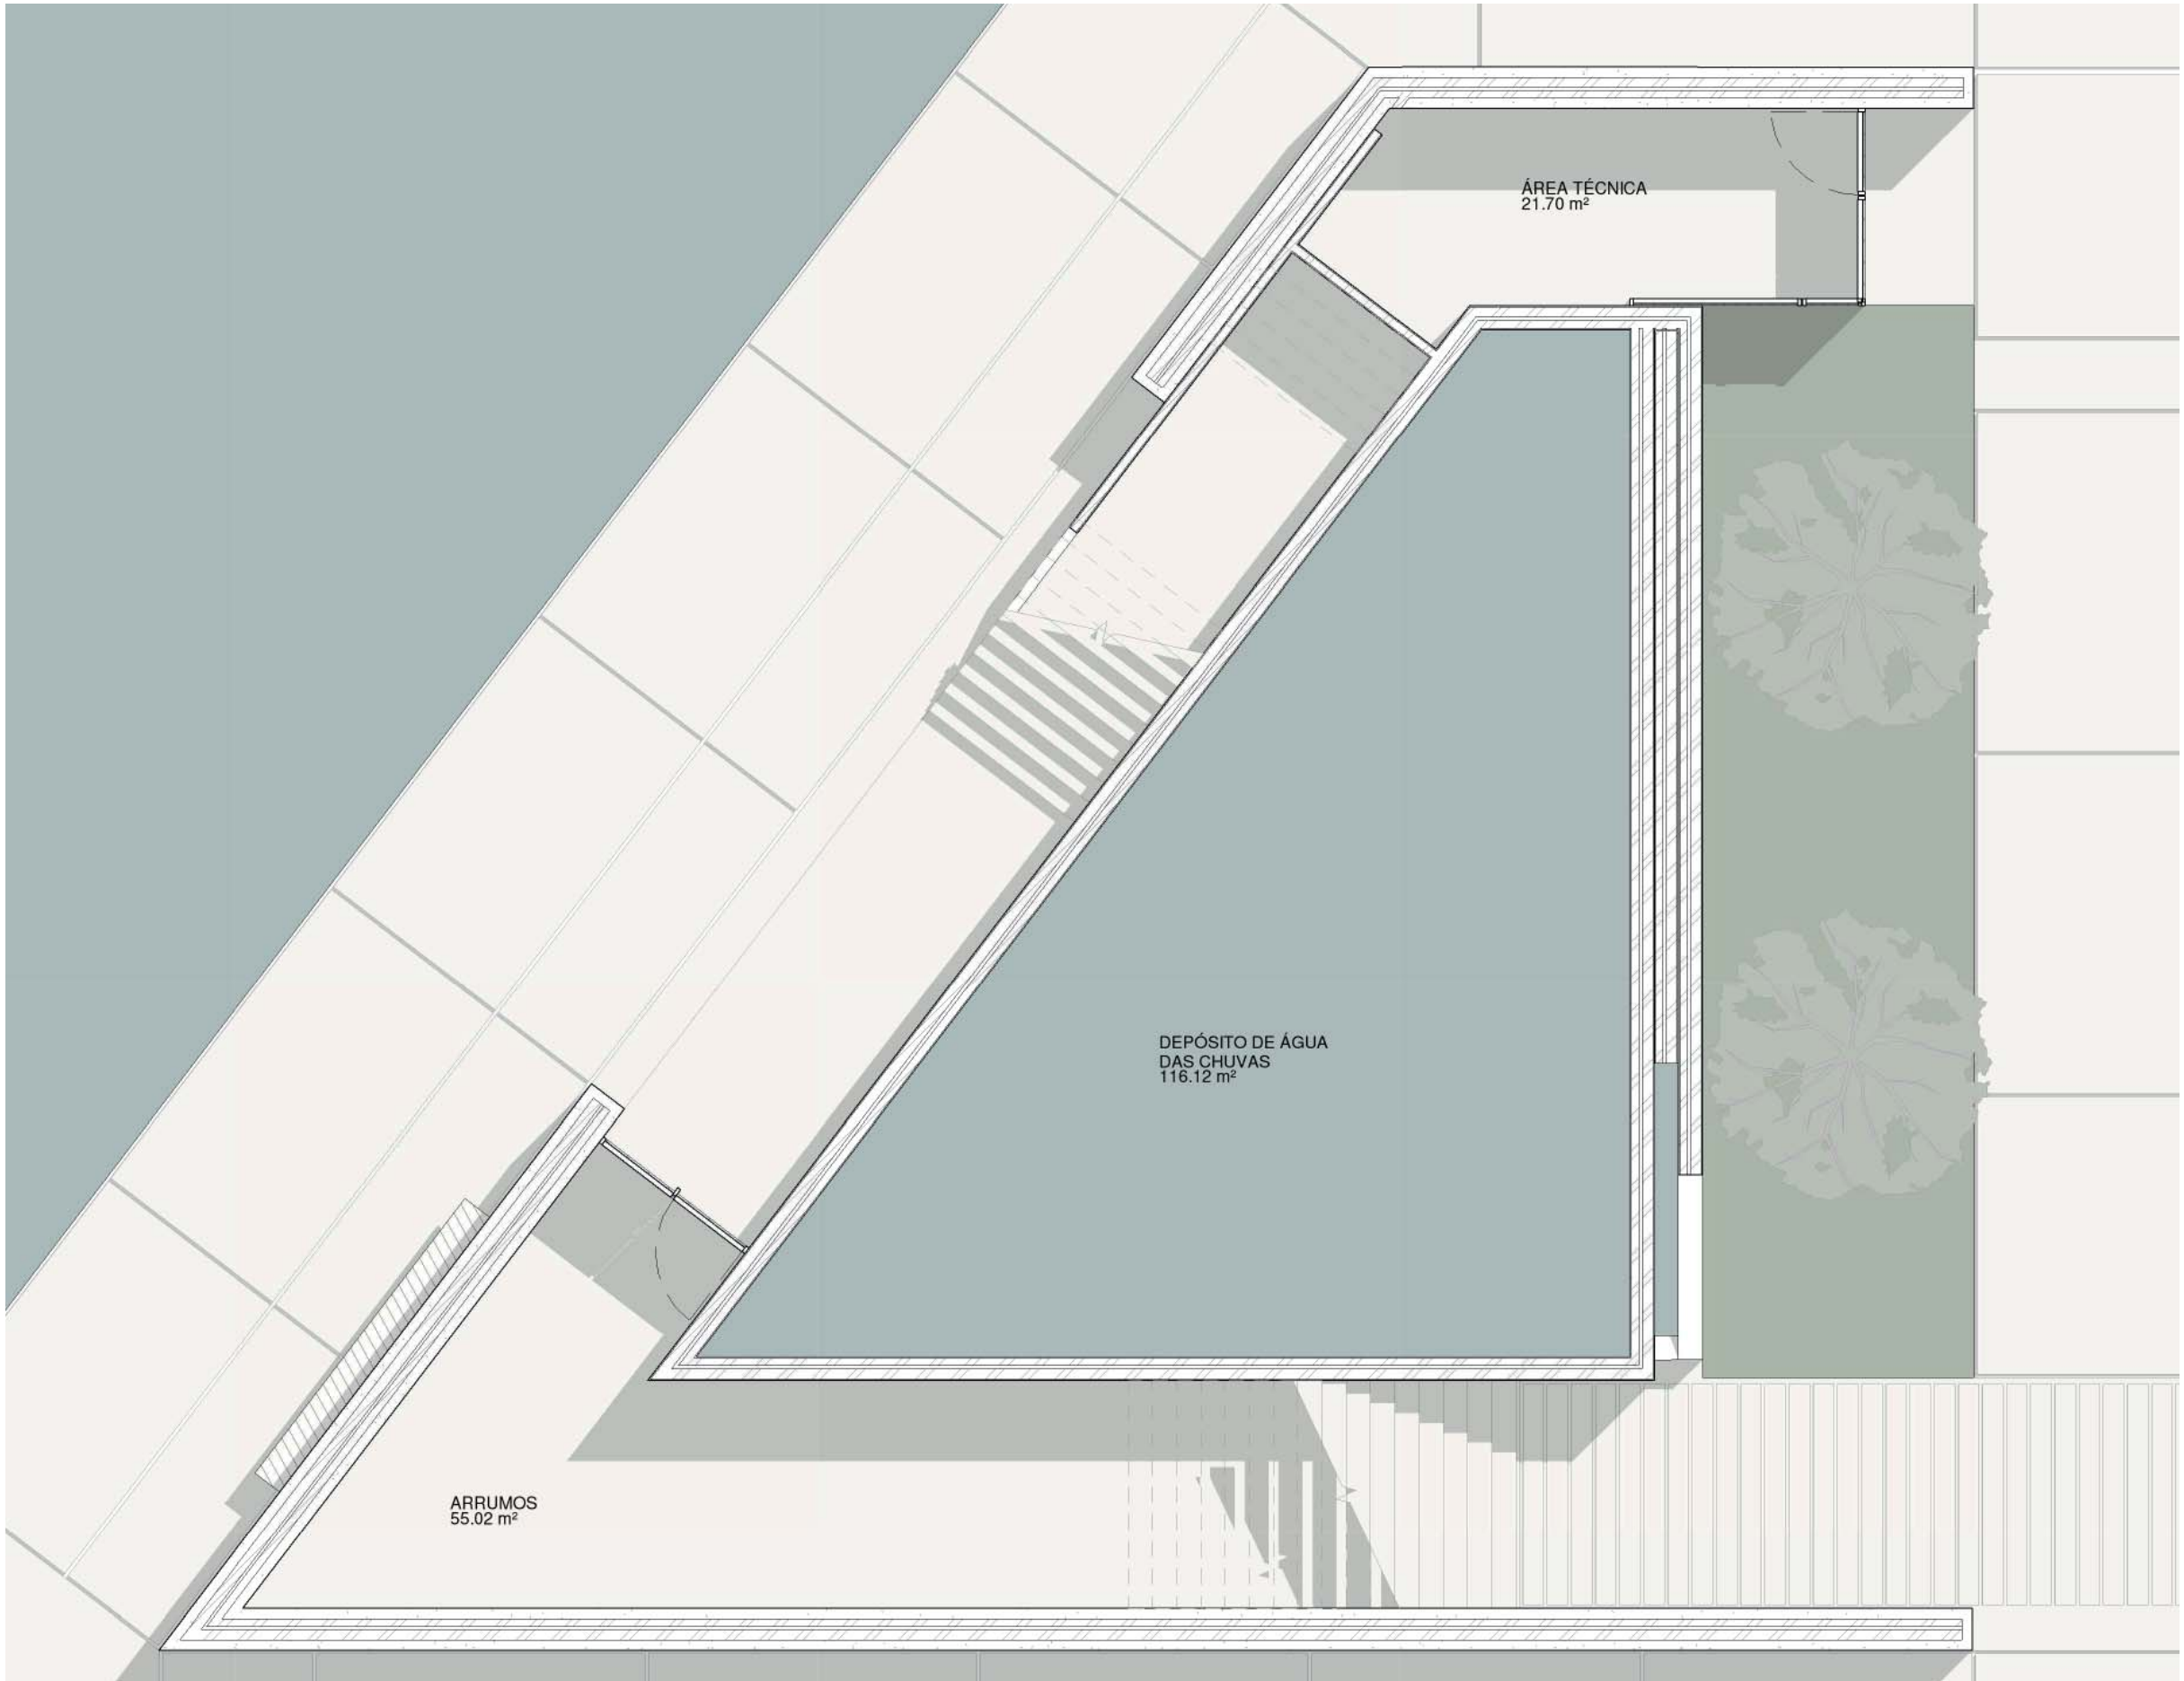 ÁREA TÉCNICA
21.70 m²
DEPÓSITO DE ÁGUA
DAS CHUVAS
116.12 m²
ARRUMOS
55.02 m²